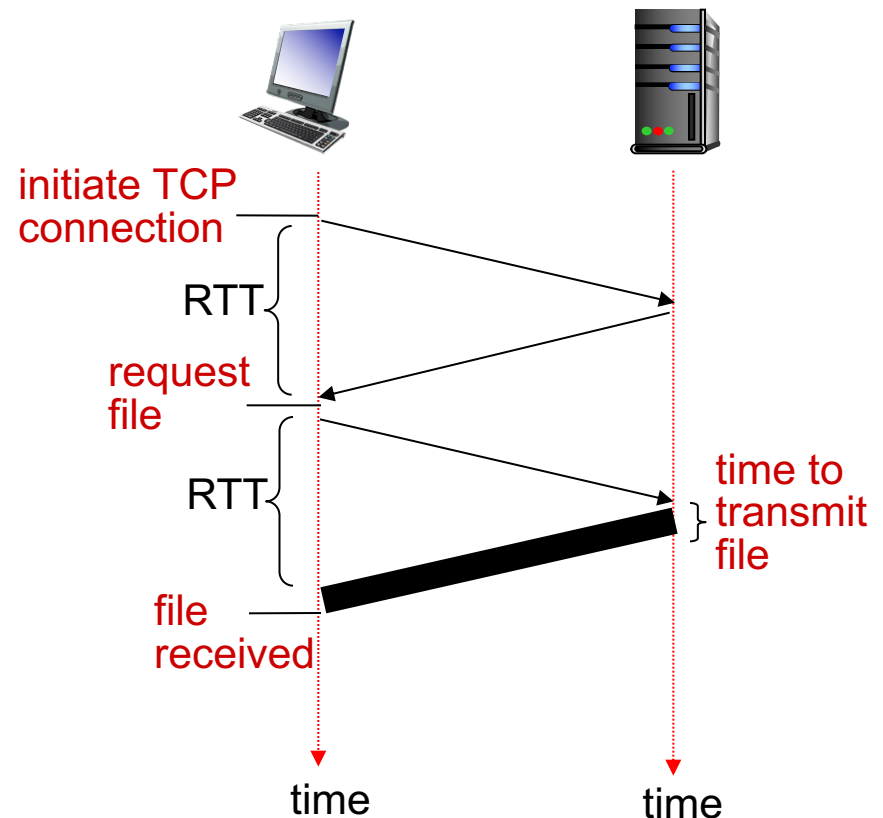 initiate TCP
connection
RTT
request
file
RTT
time to
transmit
file
file
received
time
time